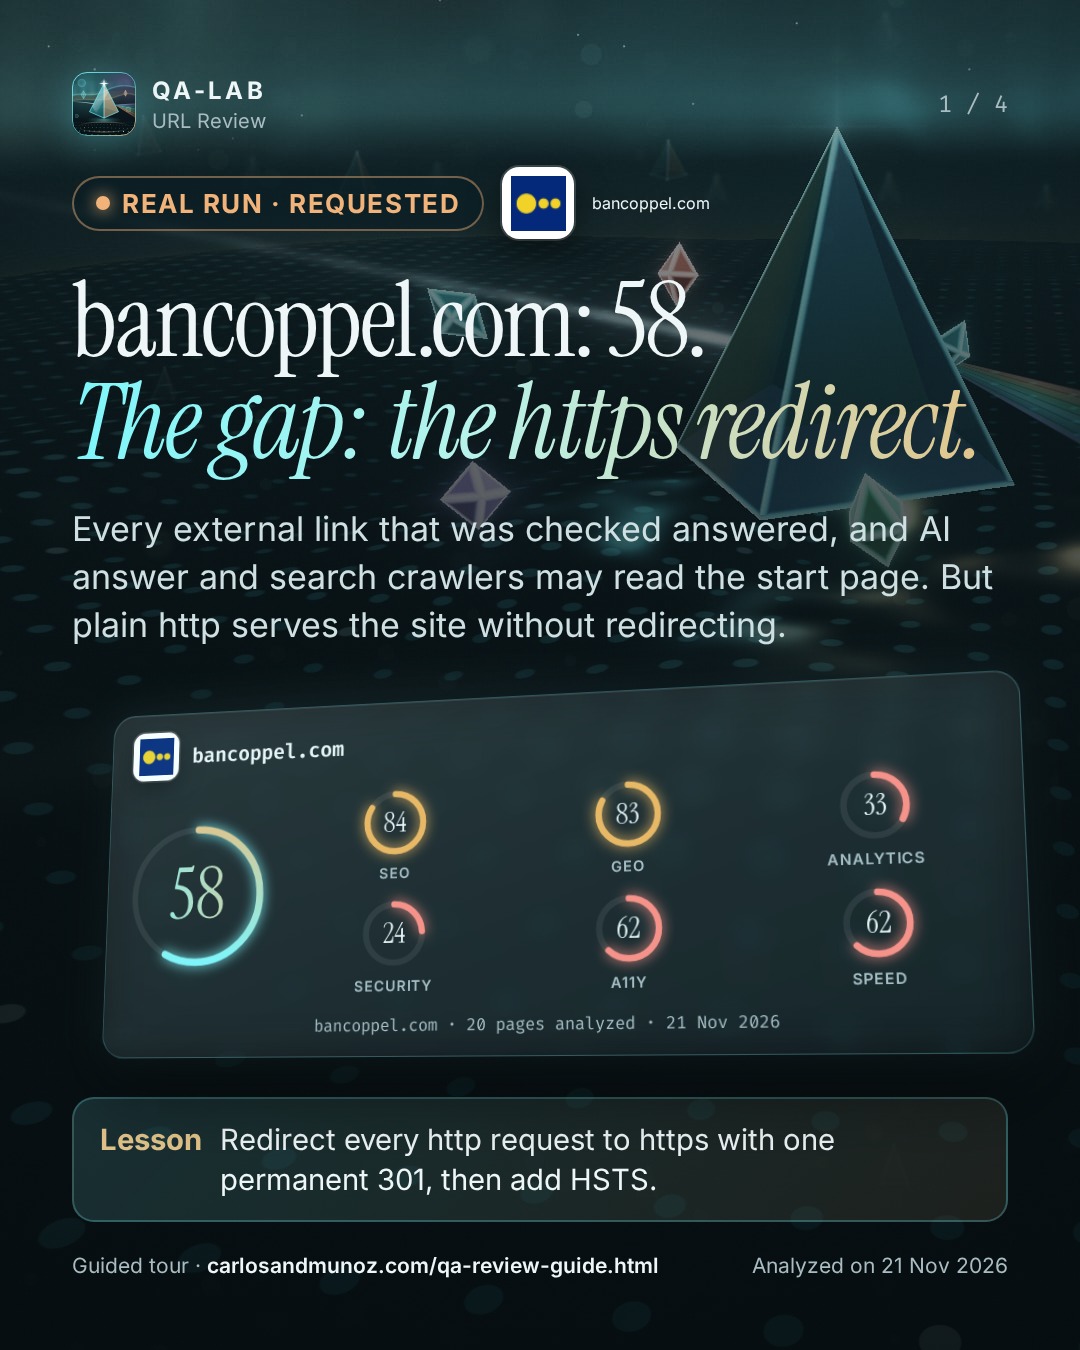 QA-LAB
URL Review
1 / 4
REAL RUN · REQUESTED
bancoppel.com
bancoppel.com: 58.
The gap: the https redirect.
Every external link that was checked answered, and AI
answer and search crawlers may read the start page. But
plain http serves the site without redirecting.
bancoppel.com
58
84
SEO
83
GEO
33
ANALYTICS
24
SECURITY
62
A11Y
62
SPEED
bancoppel.com · 20 pages analyzed · 21 Nov 2026
Lesson
Redirect every http request to https with one
permanent 301, then add HSTS.
Guided tour · carlosandmunoz.com/qa-review-guide.html
Analyzed on 21 Nov 2026